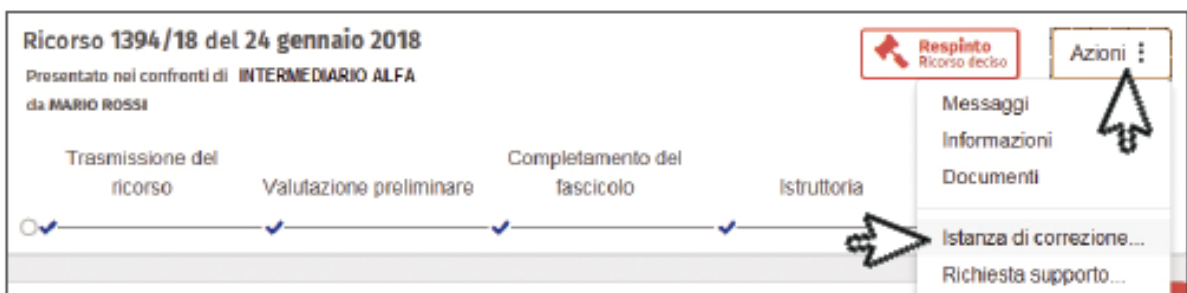 Ricorso 1394/18 del 24 gennaio 2018
Presentato nei confronti di INTERMEDIARIO ALFA
da MARIO ROSSI
Respinto
Ricorso deciso
Azioni
Messaggi
Informazioni
Documenti
Istanza di correzione...
Richiesta supporto...
Trasmissione del
ricorso
Valutazione preliminare
Completamento del
fascicolo
Istruttoria